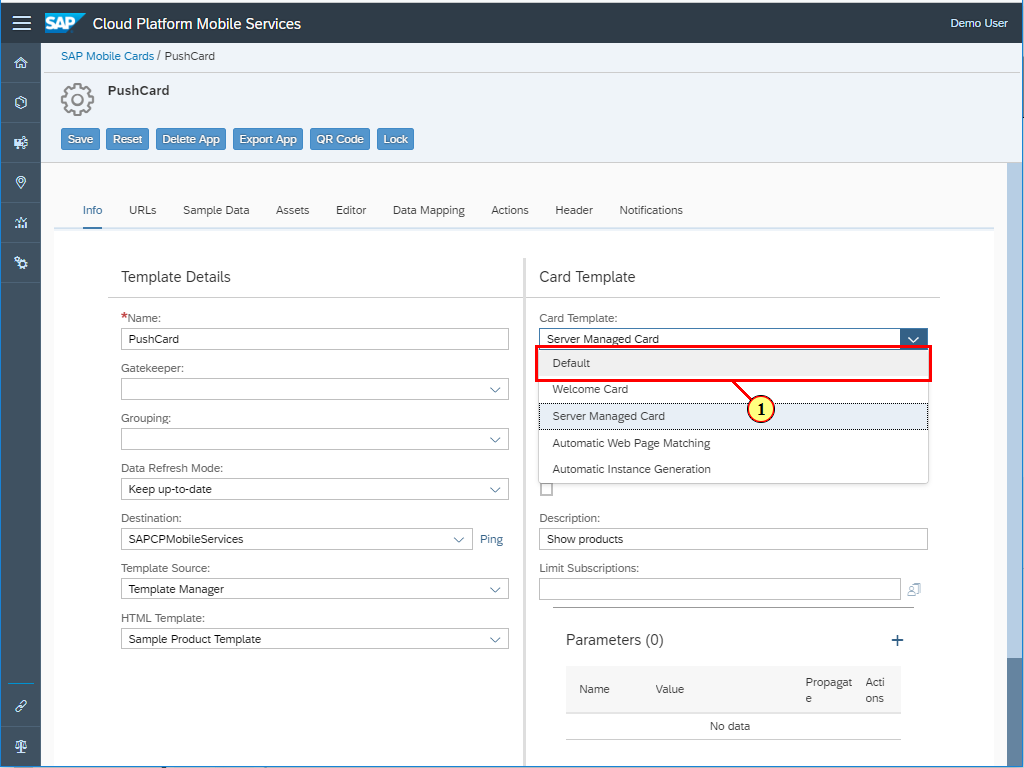 SAP Cloud Platform Mobile Services
Demo User
SAP Mobile Cards / PushCard
PushCard
Save Reset Delete App Export App QR Code Lock
Info URLs Sample Data Assets Editor Data Mapping Actions Header Notifications
Template Details
*Name:
PushCard
Gatekeeper:
Grouping:
Data Refresh Mode:
Keep up-to-date
Destination:
SAPCPMobileServices Ping
Template Source:
Template Manager
HTML Template:
Sample Product Template
Card Template
Card Template:
Server Managed Card
Default
1
Welcome Card
Server Managed Card
Automatic Web Page Matching
Automatic Instance Generation
Description:
Show products
Limit Subscriptions:
Parameters (0) +
Name Value Propagat Acti
e ons
No data